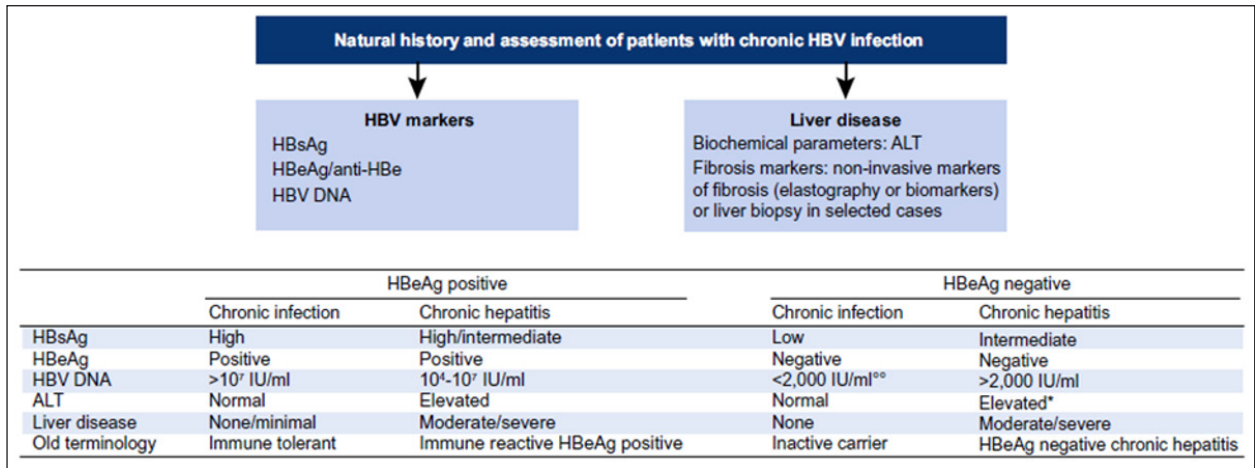 Natural history and assessment of patients with chronic HBV infection
HBV markers
HBsAg
HBeAg/anti-HBe
HBV DNA
Liver disease
Biochemical parameters: ALT
Fibrosis markers: non-invasive markers
of fibrosis (elastography or biomarkers)
or liver biopsy in selected cases
HBeAg positive HBeAg negative
Chronic infection Chronic hepatitis Chronic infection Chronic hepatitis
HBsAg High High/intermediate Low Intermediate
HBeAg Positive Positive Negative Negative
HBV DNA >10⁷ IU/ml 10⁴-10⁷ IU/ml <2,000 IU/ml°° >2,000 IU/ml
ALT Normal Elevated Normal Elevated*
Liver disease None/minimal Moderate/severe None Moderate/severe
Old terminology Immune tolerant Immune reactive HBeAg positive Inactive carrier HBeAg negative chronic hepatitis